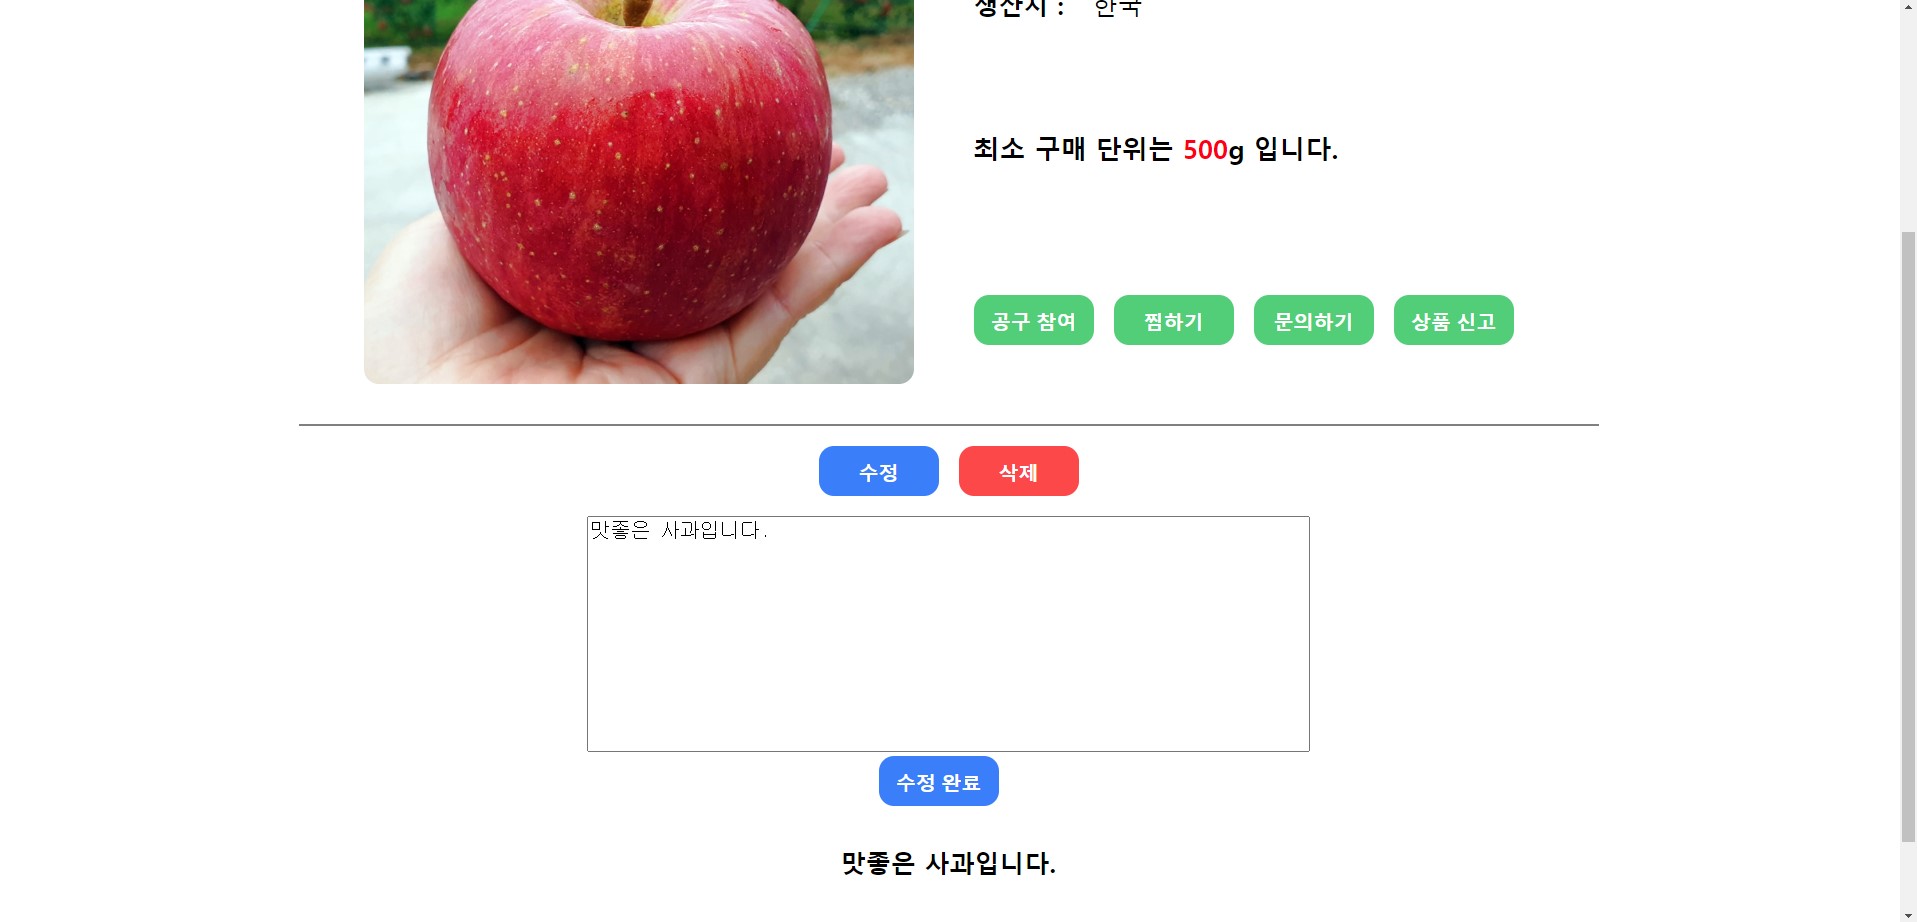 생산지 : 한국
최소 구매 단위는 500g 입니다.
공구 참여 찜하기 문의하기 상품 신고
수정 삭제
맛좋은 사과입니다.
수정 완료
맛좋은 사과입니다.